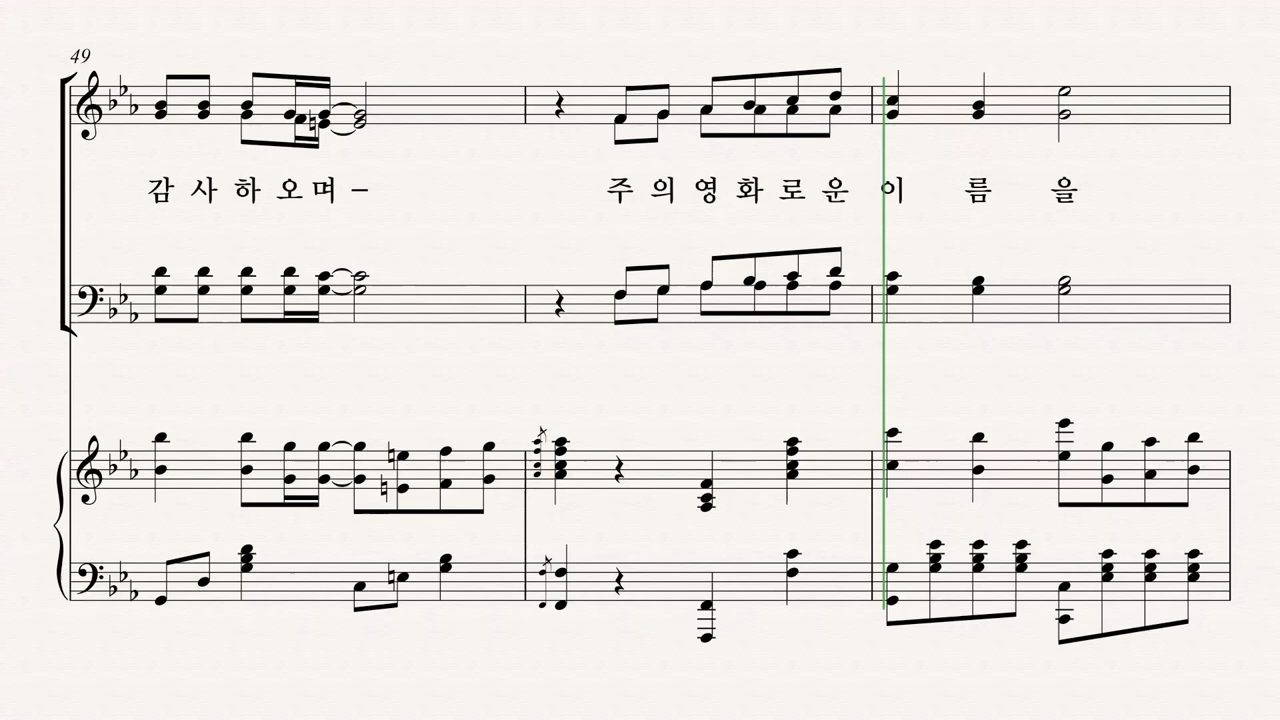 49
감 사 하 오 며 – 주 의 영 화 로 운 이 름 을